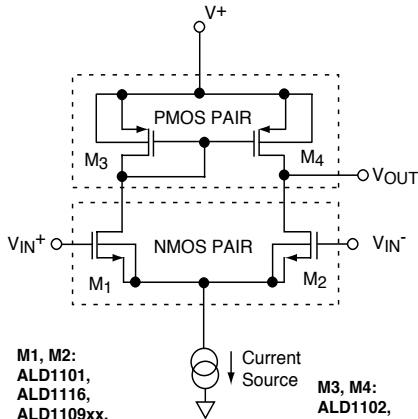 V+
PMOS PAIR
M3
M4
VOUT
VIN+
NMOS PAIR
VIN-
M1
M2
Current
Source
M1, M2:
ALD1101,
ALD1116,
ALD1109xx,
M3, M4:
ALD1102,